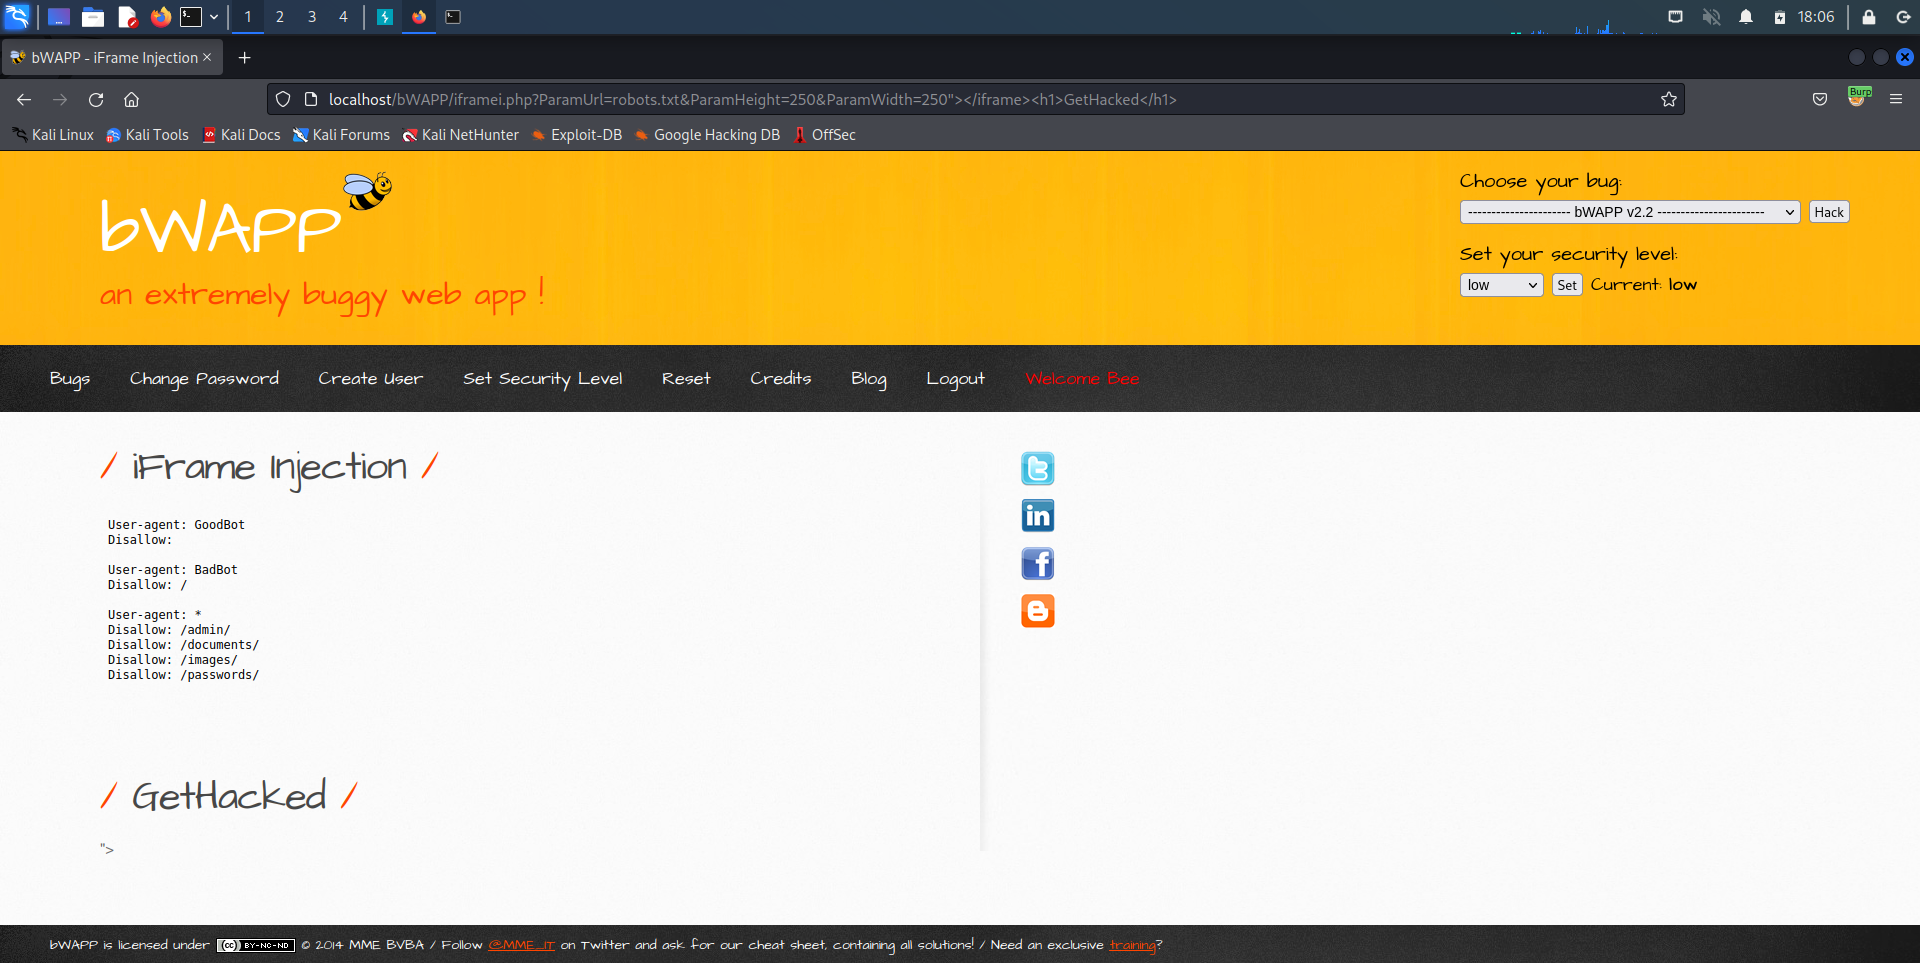 1 2 3 4 18:06
bWAPP - iFrame Injection
localhost/bWAPP/iframei.php?ParamUrl=robots.txt&ParamHeight=250&ParamWidth=250"></iframe><h1>GetHacked</h1>
Burp
Kali Linux Kali Tools Kali Docs Kali Forums Kali NetHunter Exploit-DB Google Hacking DB OffSec
bWAPP
an extremely buggy web app !
Choose your bug:
---------------------- bWAPP v2.2 ----------------------- Hack
Set your security level:
low Set Current: low
Bugs Change Password Create User Set Security Level Reset Credits Blog Logout Welcome Bee
/ iFrame Injection /
User-agent: GoodBot
Disallow:
User-agent: BadBot
Disallow: /
User-agent: *
Disallow: /admin/
Disallow: /documents/
Disallow: /images/
Disallow: /passwords/
/ GetHacked /
">
bWAPP is licensed under (cc) BY-NC-ND © 2014 MME BVBA / Follow @MME_IT on Twitter and ask for our cheat sheet, containing all solutions! / Need an exclusive training?